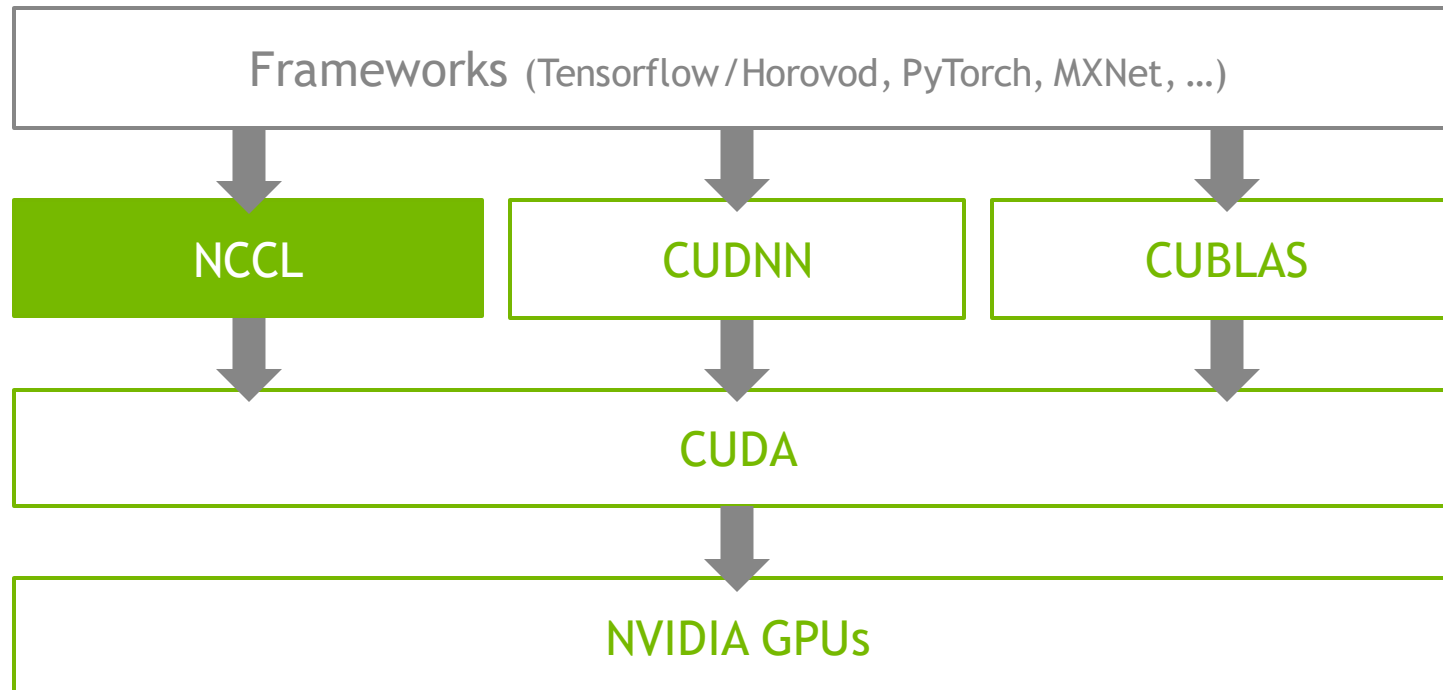 Frameworks (Tensorflow/Horovod, PyTorch, MXNet, …)
NCCL
CUDNN
CUBLAS
CUDA
NVIDIA GPUs